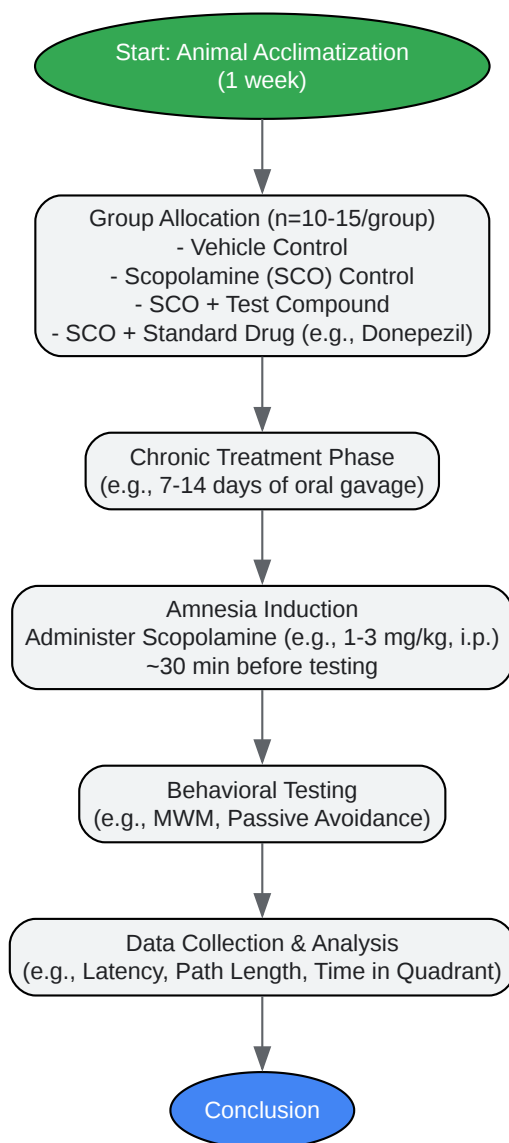 Start: Animal Acclimatization
(1 week)
Group Allocation (n=10-15/group)
- Vehicle Control
- Scopolamine (SCO) Control
- SCO + Test Compound
- SCO + Standard Drug (e.g., Donepezil)
Chronic Treatment Phase
(e.g., 7-14 days of oral gavage)
Amnesia Induction
Administer Scopolamine (e.g., 1-3 mg/kg, i.p.)
~30 min before testing
Behavioral Testing
(e.g., MWM, Passive Avoidance)
Data Collection & Analysis
(e.g., Latency, Path Length, Time in Quadrant)
Conclusion